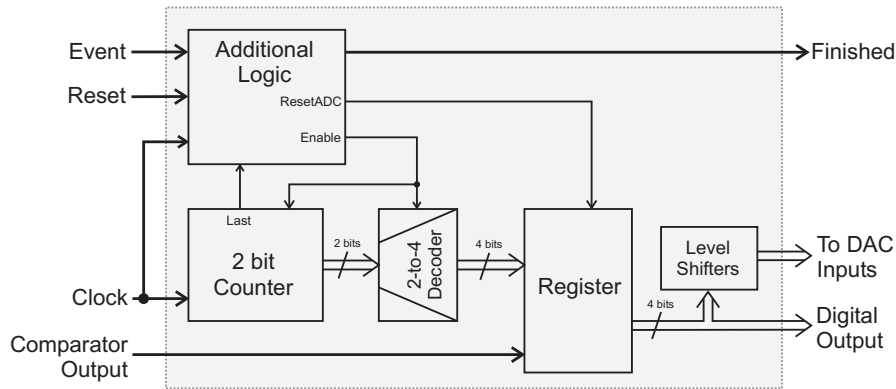 Event
Reset
Additional
Logic
ResetADC
Enable
Finished
Last
2 bit
Counter
2 bits
2-to-4
Decoder
4 bits
Register
Level
Shifters
To DAC
Inputs
4 bits
Digital
Output
Clock
Comparator
Output